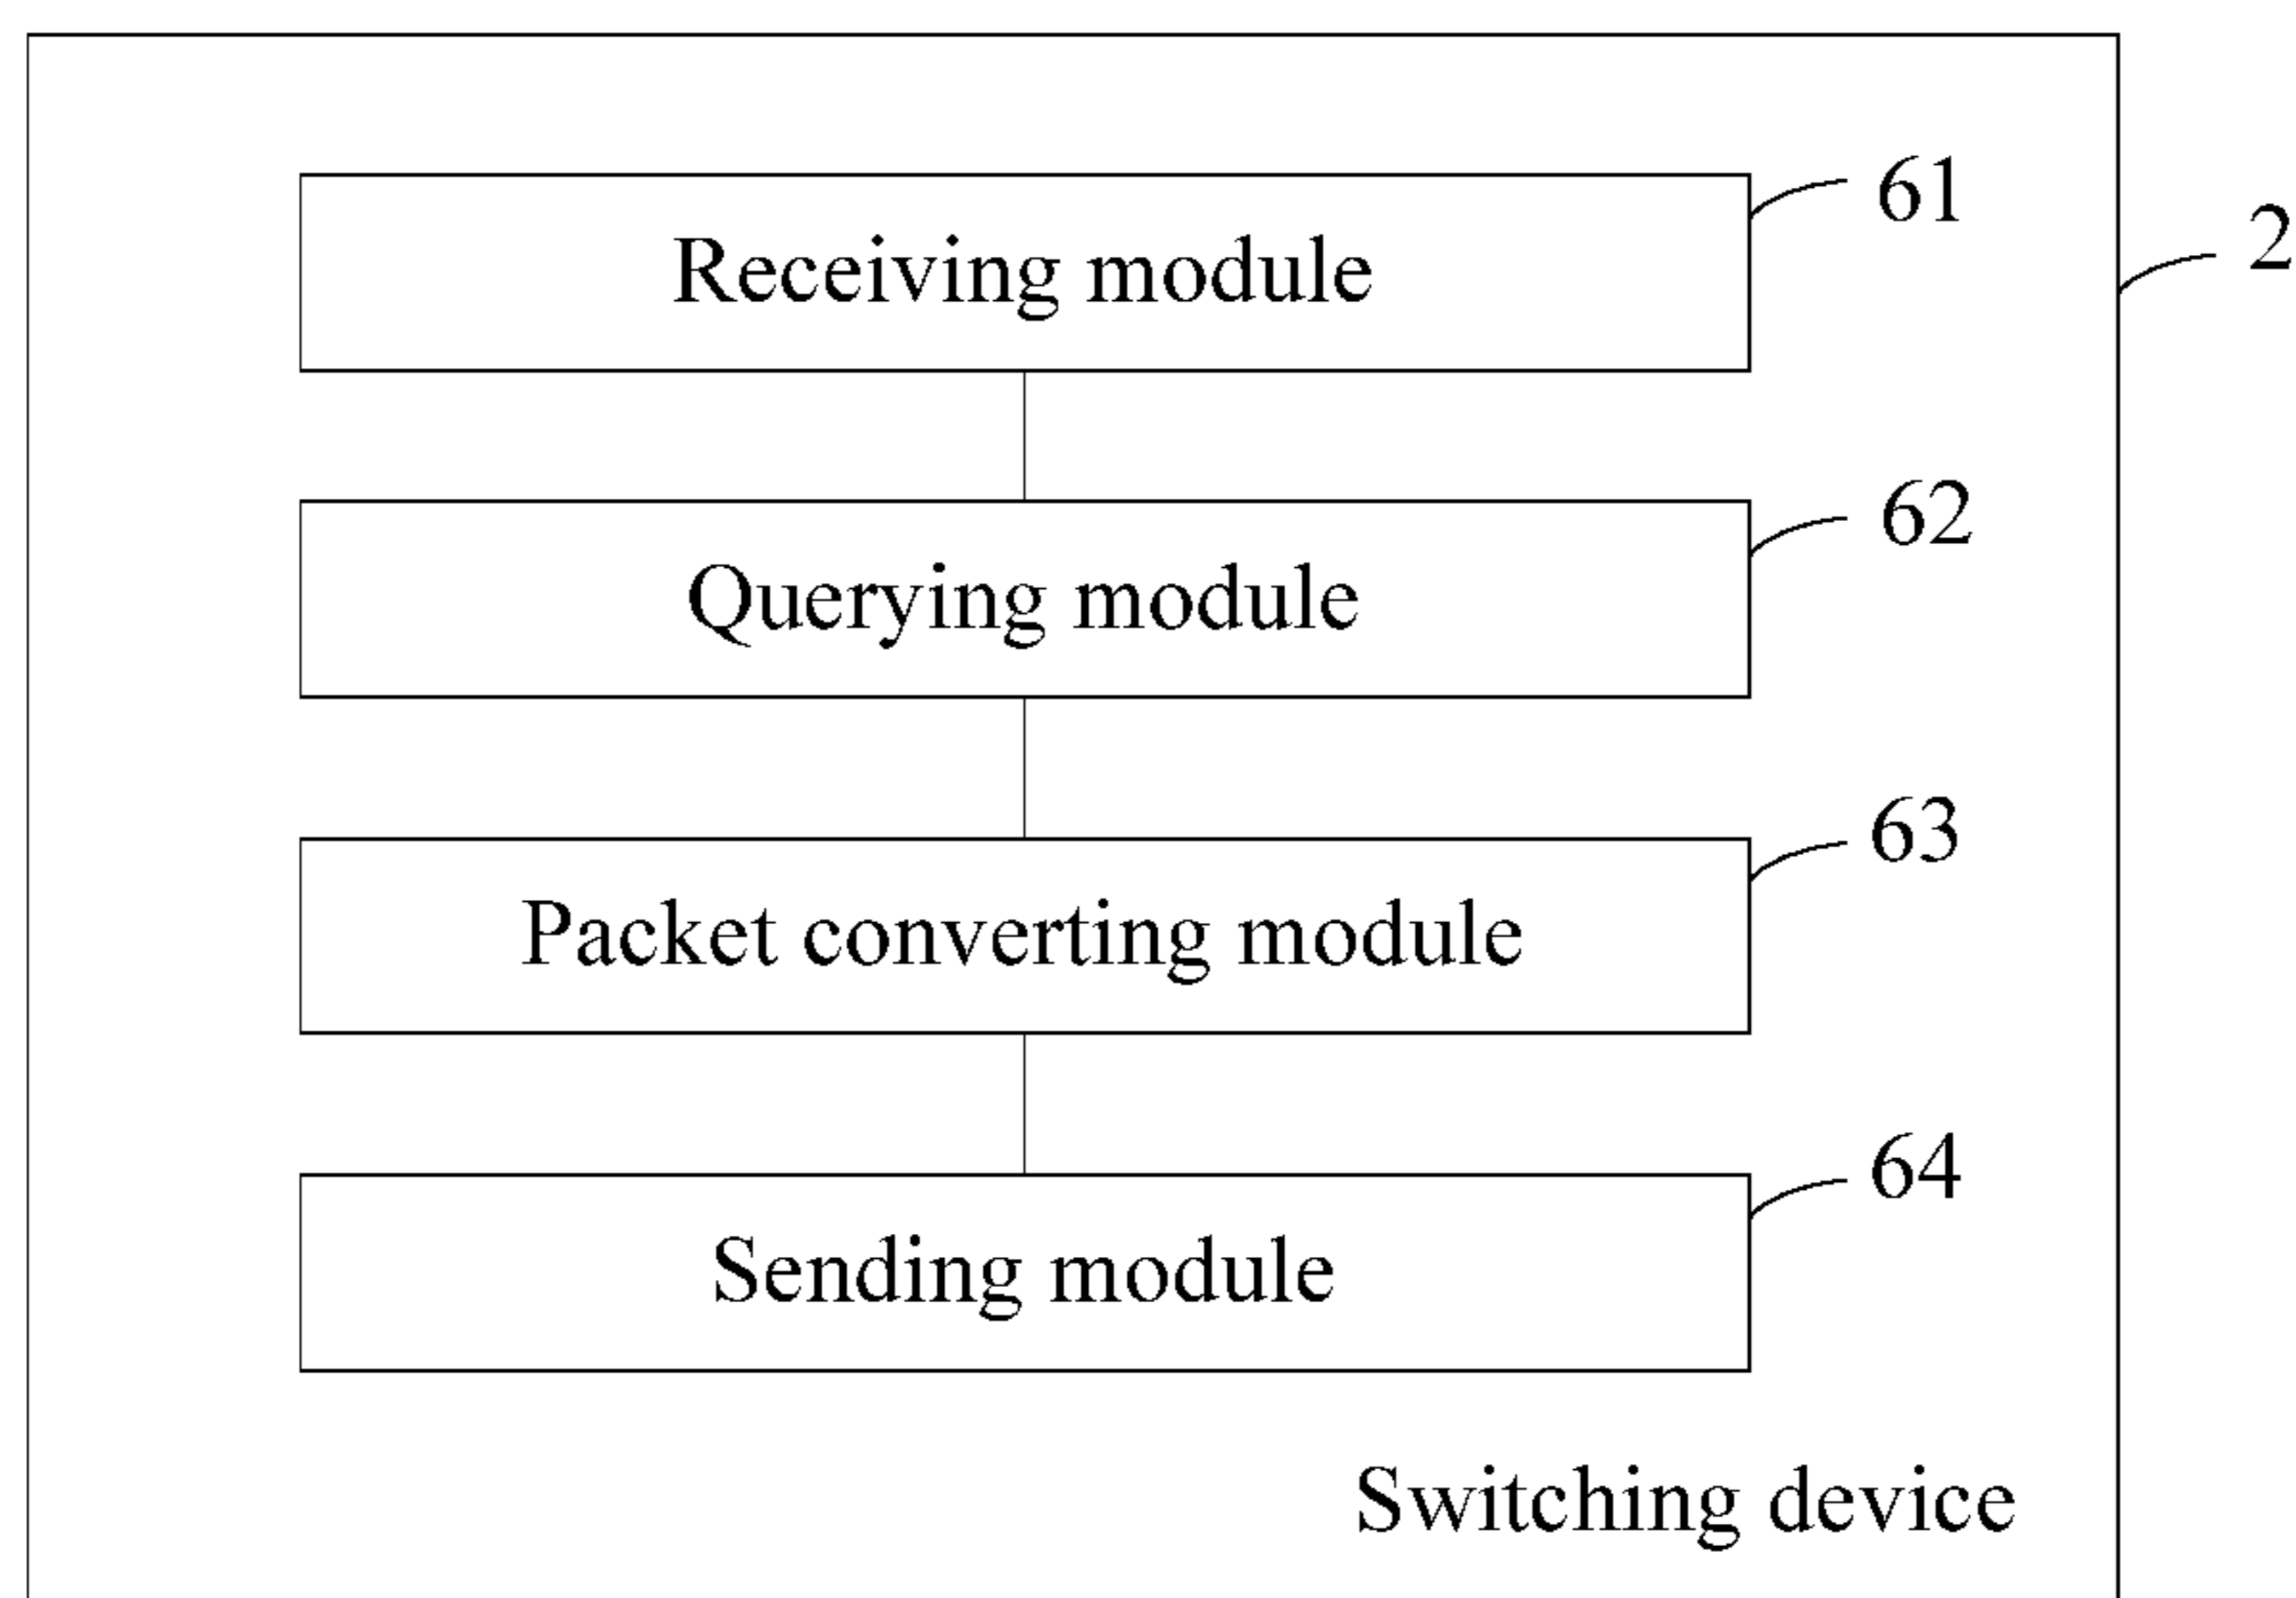 61
Receiving module
2
62
Querying module
63
Packet converting module
64
Sending module
Switching device